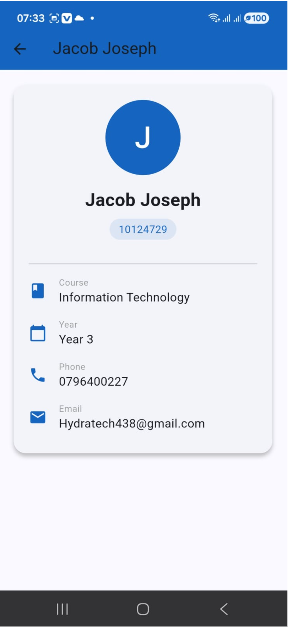 07:33
100
Jacob Joseph
J
Jacob Joseph
10124729
Course
Information Technology
Year
Year 3
Phone
0796400227
Email
Hydratech438@gmail.com